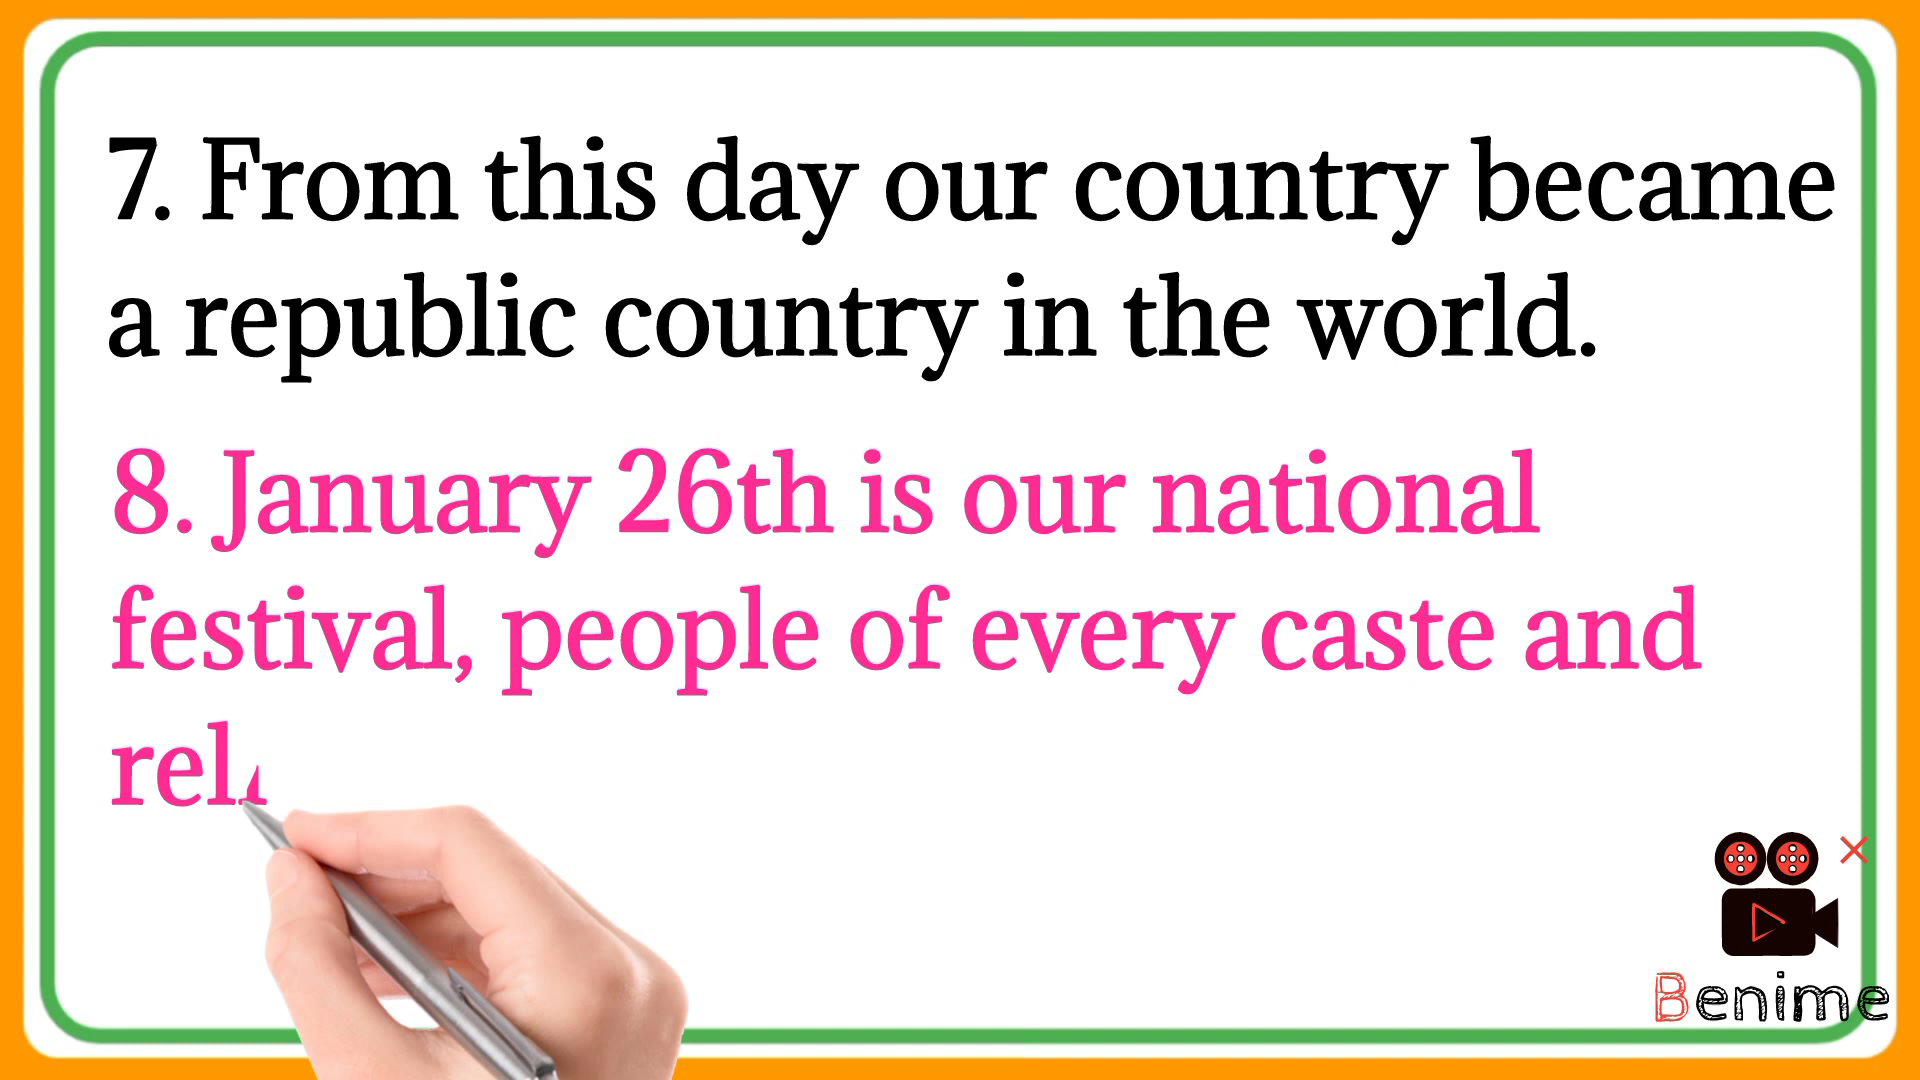 7. From this day our country became
a republic country in the world.
8. January 26th is our national
festival, people of every caste and
Benime